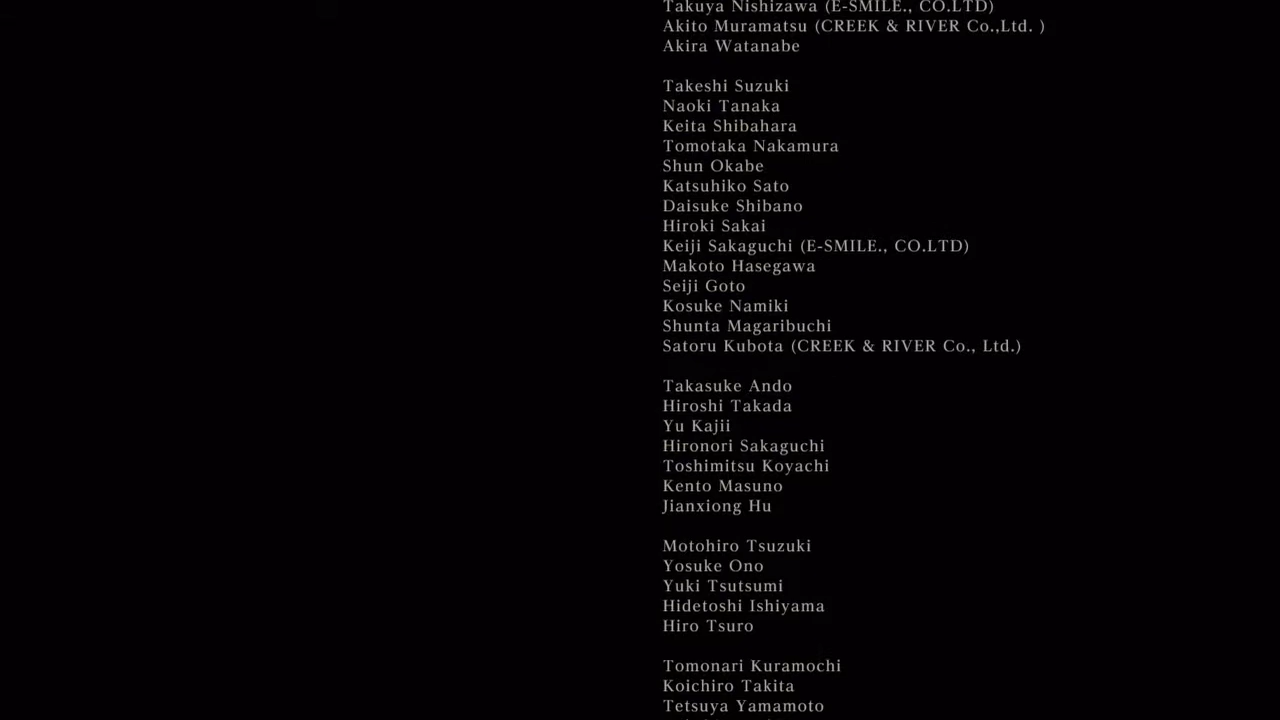 Takuya Nishizawa (E-SMILE., CO.LTD)
Akito Muramatsu (CREEK & RIVER Co.,Ltd. )
Akira Watanabe
Takeshi Suzuki
Naoki Tanaka
Keita Shibahara
Tomotaka Nakamura
Shun Okabe
Katsuhiko Sato
Daisuke Shibano
Hiroki Sakai
Keiji Sakaguchi (E-SMILE., CO.LTD)
Makoto Hasegawa
Seiji Goto
Kosuke Namiki
Shunta Magaribuchi
Satoru Kubota (CREEK & RIVER Co., Ltd.)
Takasuke Ando
Hiroshi Takada
Yu Kajii
Hironori Sakaguchi
Toshimitsu Koyachi
Kento Masuno
Jianxiong Hu
Motohiro Tsuzuki
Yosuke Ono
Yuki Tsutsumi
Hidetoshi Ishiyama
Hiro Tsuro
Tomonari Kuramochi
Koichiro Takita
Tetsuya Yamamoto